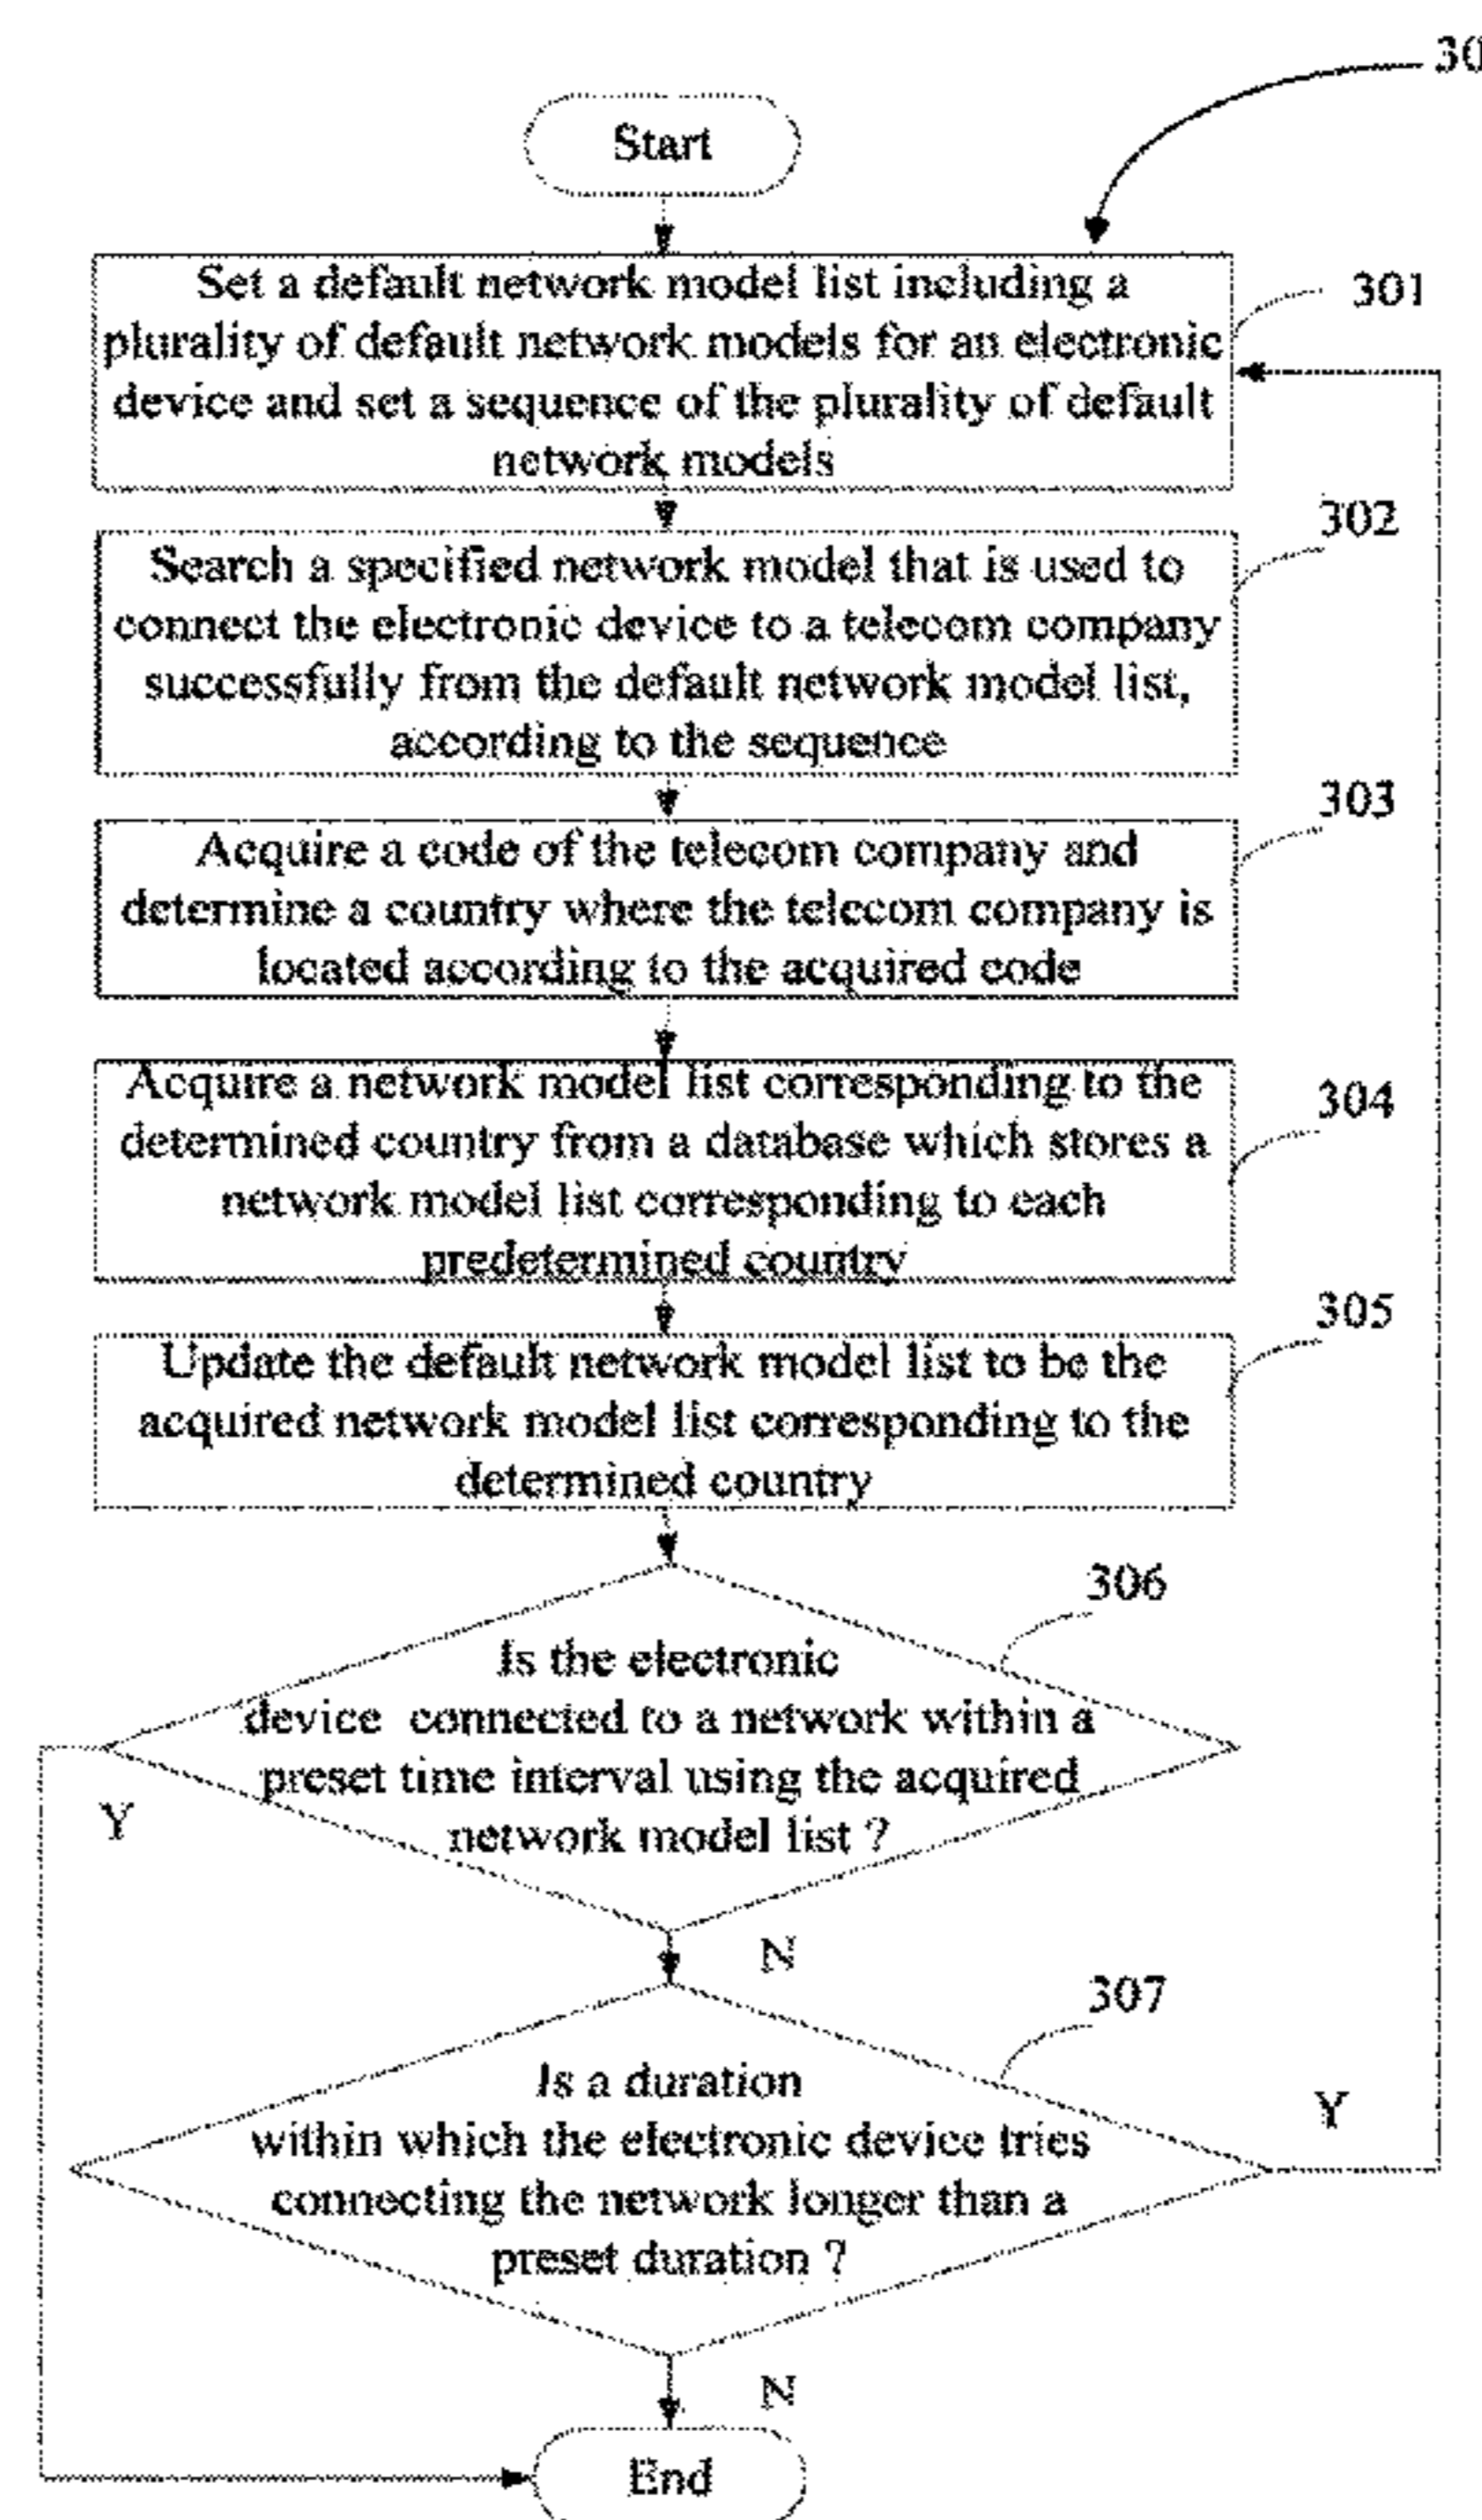 30
Start
Set a default network model list including a
plurality of default network models for an electronic
device and set a sequence of the plurality of default
network models
301
Search a specified network model that is used to
connect the electronic device to a telecom company
successfully from the default network model list,
according to the sequence
302
Acquire a code of the telecom company and
determine a country where the telecom company is
located according to the acquired code
303
Acquire a network model list corresponding to the
determined country from a database which stores a
network model list corresponding to each
predetermined country
304
Update the default network model list to be the
acquired network model list corresponding to the
determined country
305
Is the electronic
device connected to a network within a
preset time interval using the acquired
network model list ?
306
Y
N
Is a duration
within which the electronic device tries
connecting the network longer than a
preset duration ?
307
Y
N
End